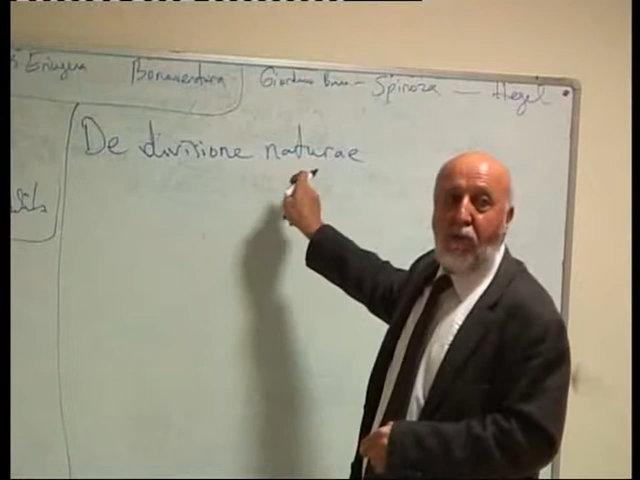 Eriugena Bonaventura Giordano Bruno - Spinoza - Hegel
De divisione naturae